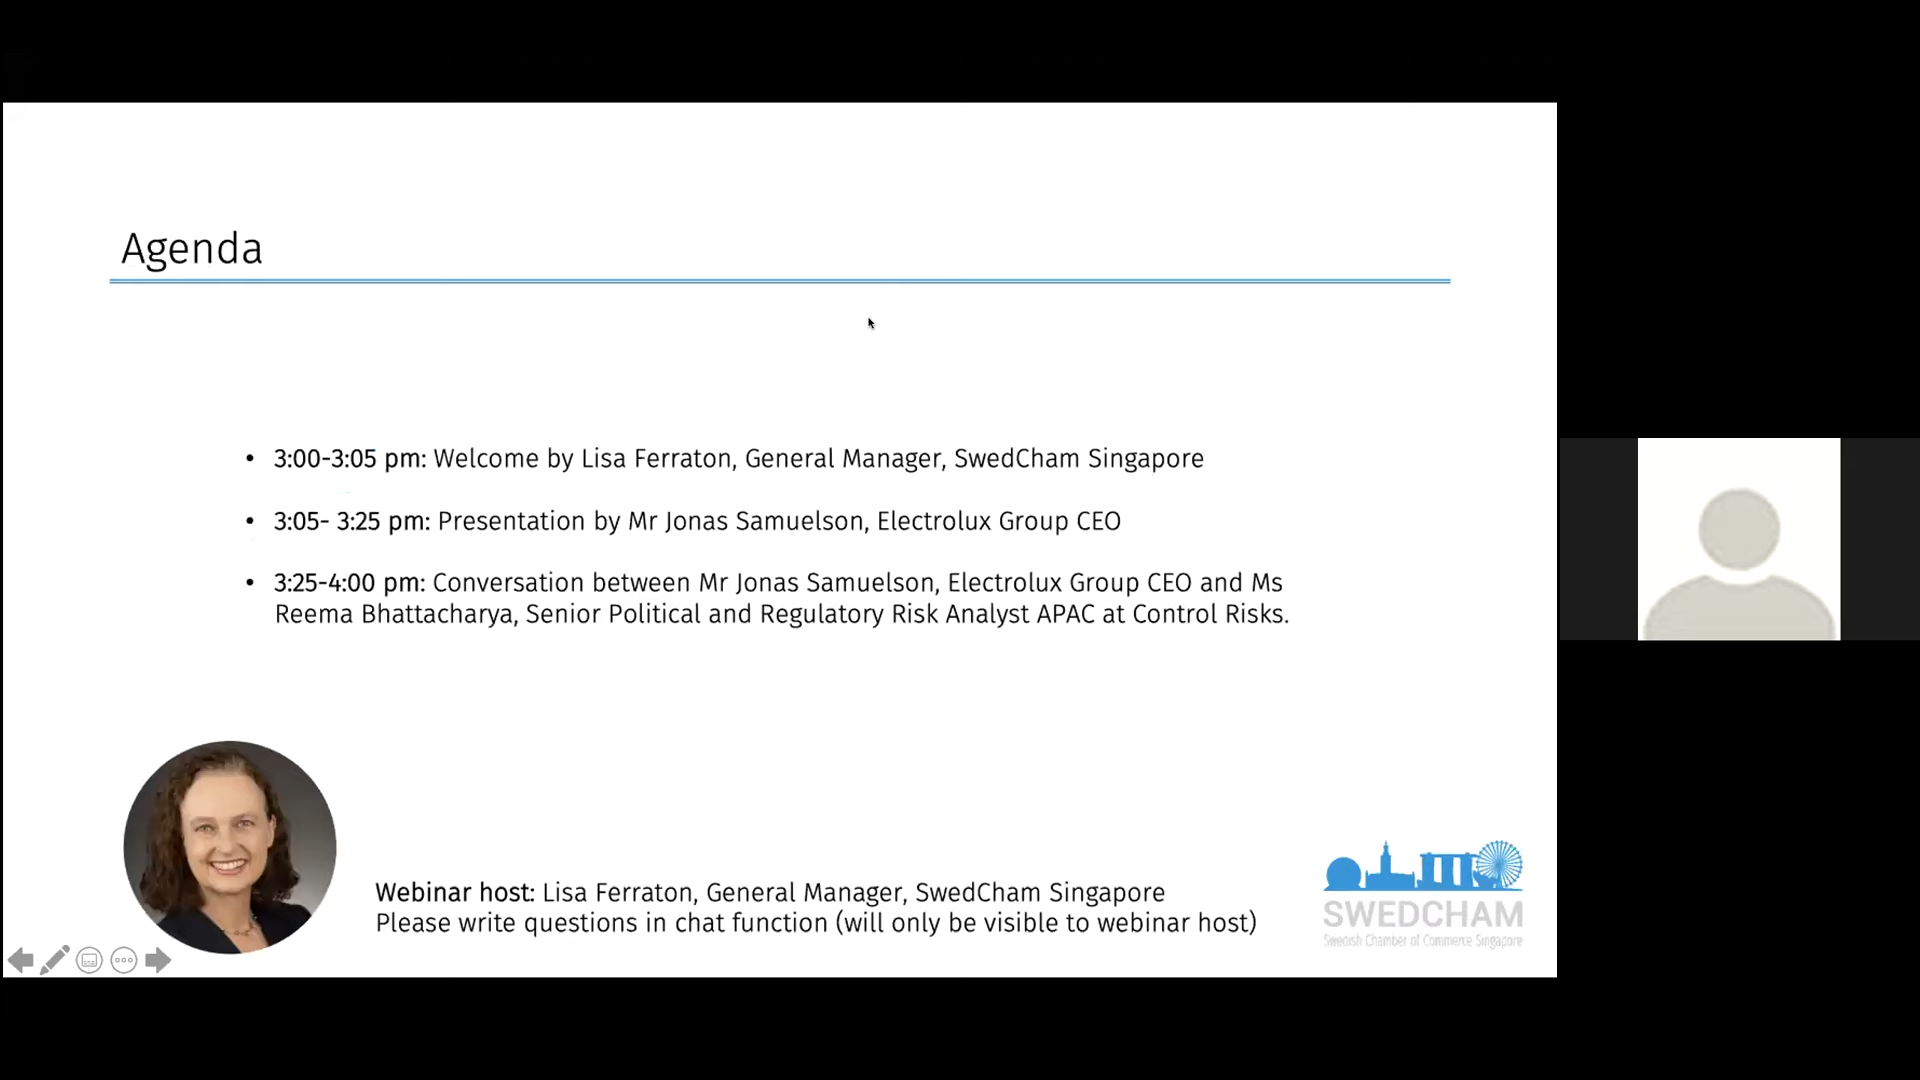 Agenda
• 3:00-3:05 pm: Welcome by Lisa Ferraton, General Manager, SwedCham Singapore
• 3:05- 3:25 pm: Presentation by Mr Jonas Samuelson, Electrolux Group CEO
• 3:25-4:00 pm: Conversation between Mr Jonas Samuelson, Electrolux Group CEO and Ms
Reema Bhattacharya, Senior Political and Regulatory Risk Analyst APAC at Control Risks.
Webinar host: Lisa Ferraton, General Manager, SwedCham Singapore
Please write questions in chat function (will only be visible to webinar host)
SWEDCHAM
Swedish Chamber of Commerce Singapore